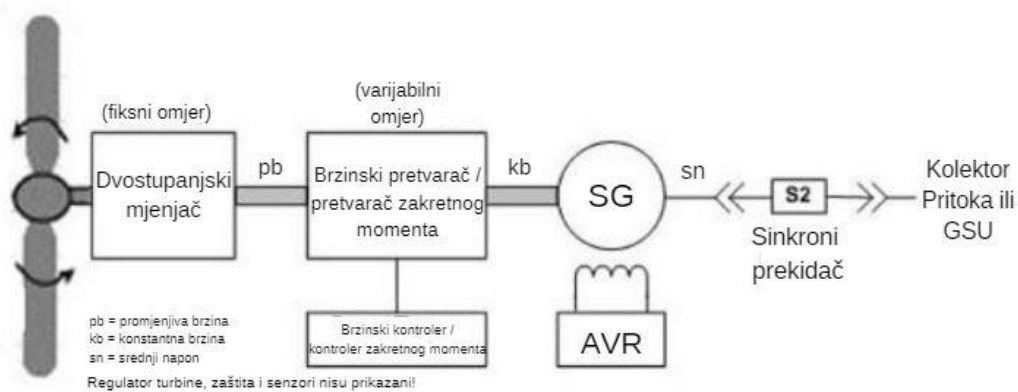 (fiksni omjer)
Dvostupanjski
mjenjač
pb
(varijabilni
omjer)
Brzinski pretvarač /
pretvarač zakretnog
momenta
kb
SG
sn
S2
Sinkroni
prekidač
Kolektor
Pritoka ili
GSU
Brzinski kontroler /
kontroler zakretnog momenta
AVR
pb = promjenjiva brzina
kb = konstantna brzina
sn = srednji napon
Regulator turbine, zaštita i senzori nisu prikazani!